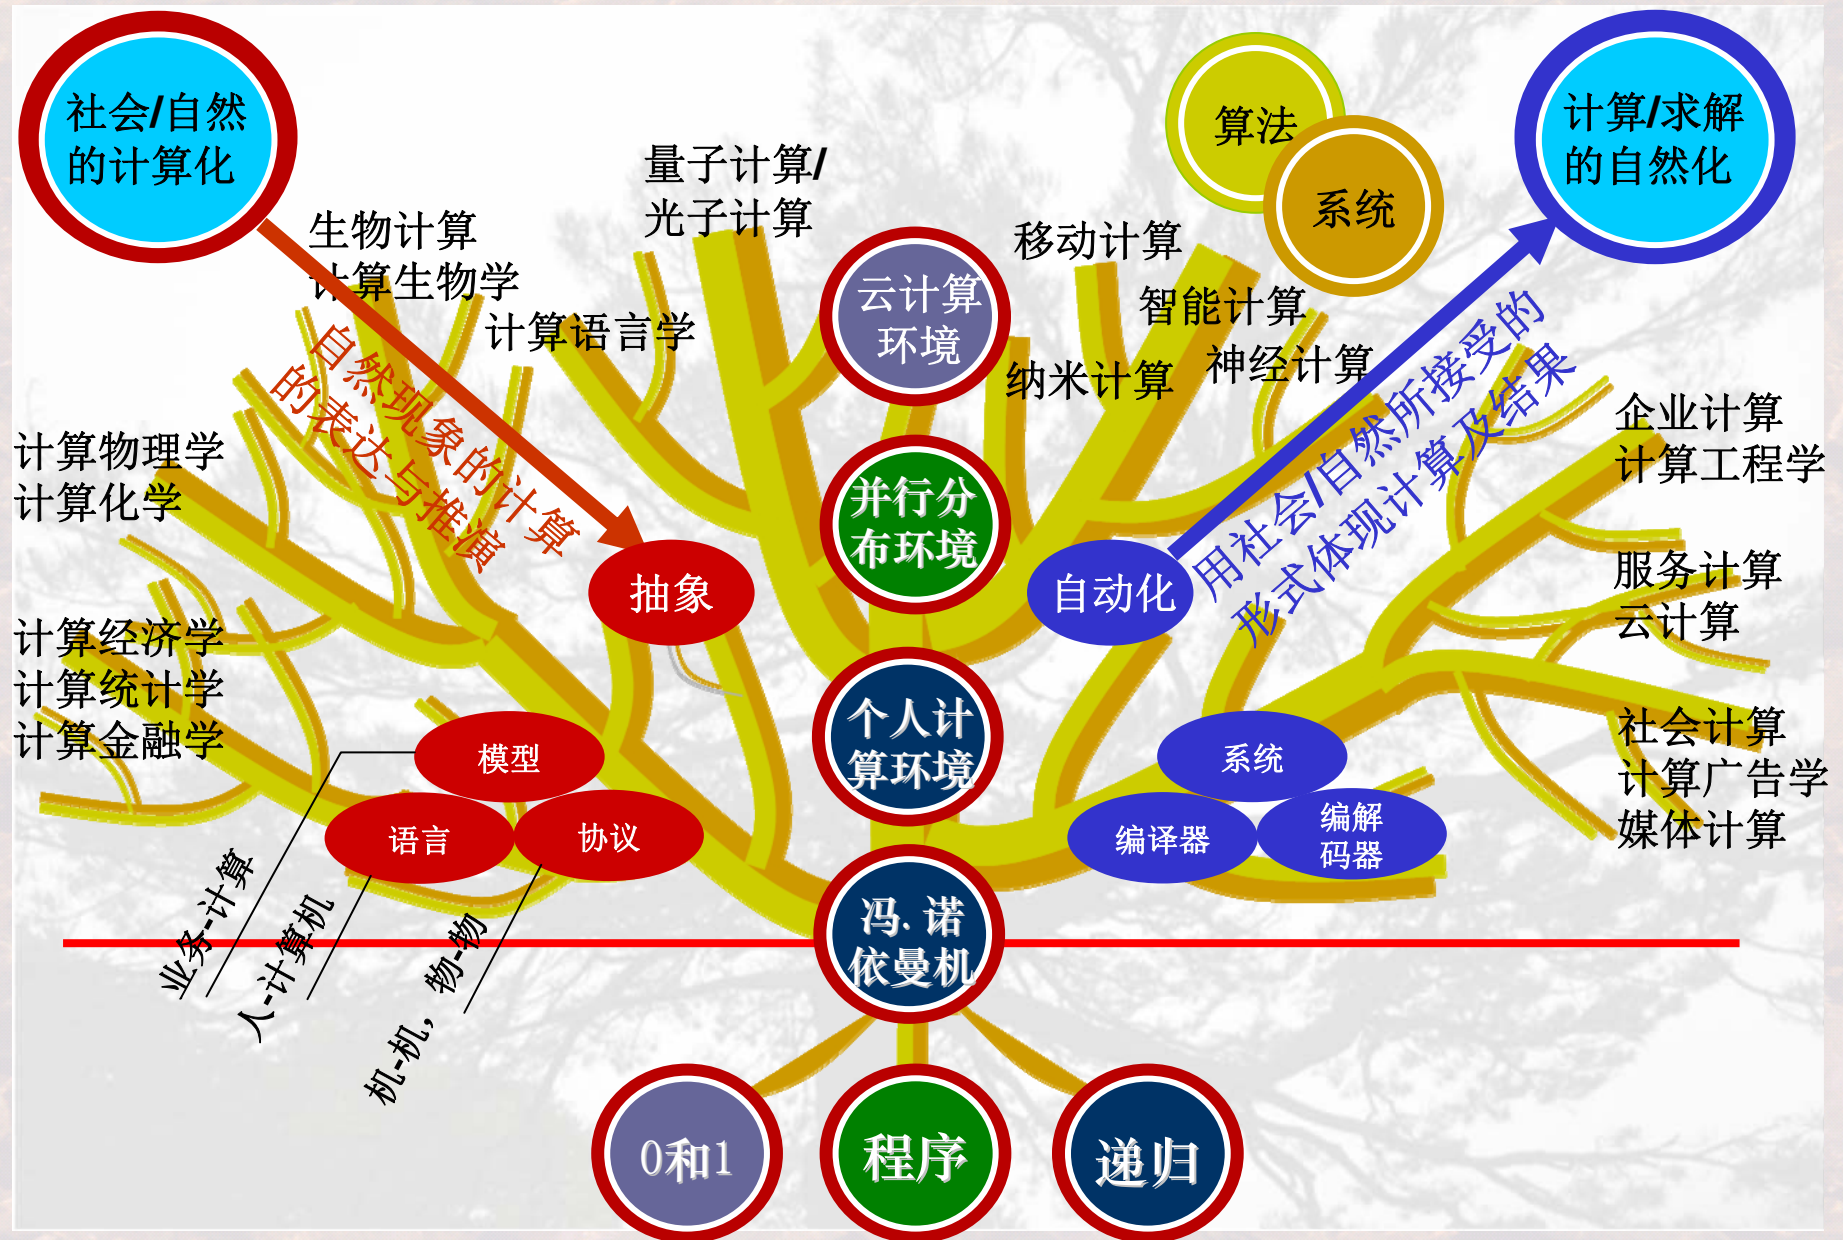 社会/自然
的计算化
算法
系统
计算/求解
的自然化
量子计算/
光子计算
生物计算
计算生物学
计算语言学
移动计算
智能计算
纳米计算
神经计算
云计算
环境
自然现象的计算
的表达与推演
用社会/自然所接受的
形式体现计算及结果
企业计算
计算工程学
计算物理学
计算化学
并行分
布环境
抽象
自动化
服务计算
云计算
计算经济学
计算统计学
计算金融学
个人计
算环境
社会计算
计算广告学
媒体计算
模型
语言
协议
系统
编译器
编解
码器
业务-计算
人-计算机
机-机，物-物
冯.诺
依曼机
0和1
程序
递归